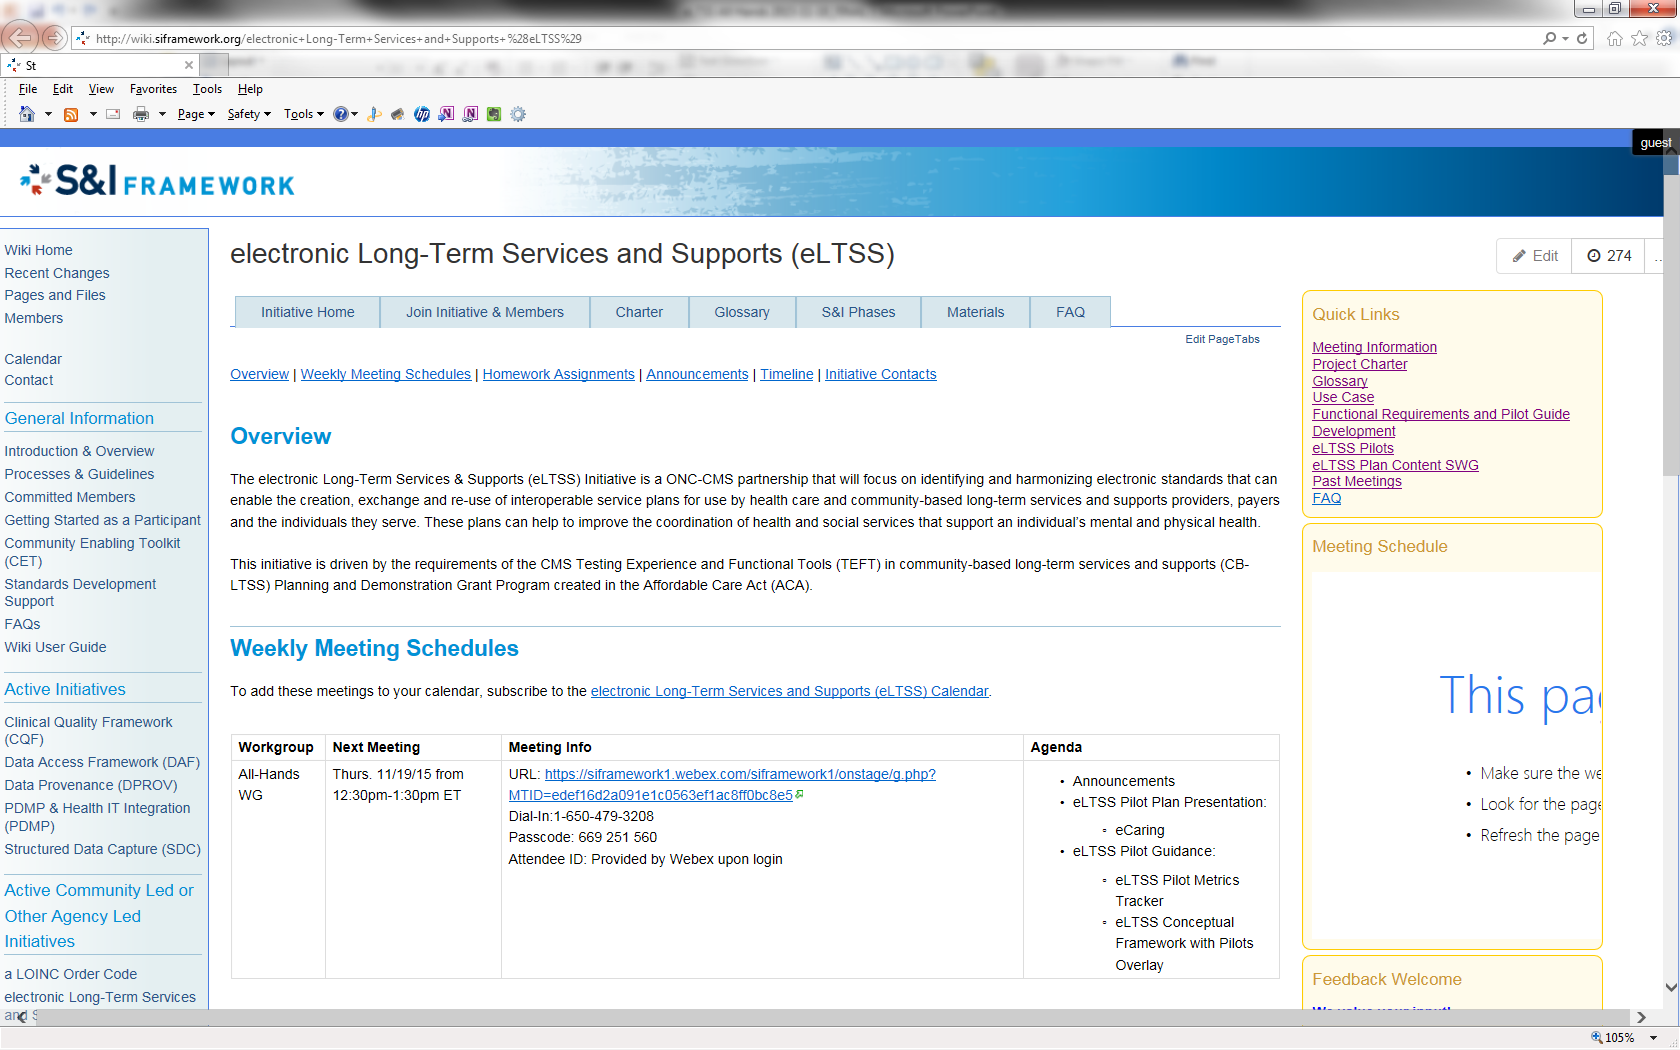 http://wiki.siframework.org/electronic+Long-Term+Services+and+Supports+%28eLTSS%29
St
File Edit View Favorites Tools Help
Page Safety Tools
guest
S&I FRAMEWORK
Wiki Home
Recent Changes
Pages and Files
Members
Calendar
Contact
General Information
Introduction & Overview
Processes & Guidelines
Committed Members
Getting Started as a Participant
Community Enabling Toolkit
(CET)
Standards Development
Support
FAQs
Wiki User Guide
Active Initiatives
Clinical Quality Framework
(CQF)
Data Access Framework (DAF)
Data Provenance (DPROV)
PDMP & Health IT Integration
(PDMP)
Structured Data Capture (SDC)
Active Community Led or
Other Agency Led
Initiatives
a LOINC Order Code
electronic Long-Term Services
and S
electronic Long-Term Services and Supports (eLTSS)
Edit 274 ...
Initiative Home Join Initiative & Members Charter Glossary S&I Phases Materials FAQ
Edit PageTabs
Overview | Weekly Meeting Schedules | Homework Assignments | Announcements | Timeline | Initiative Contacts
Overview
The electronic Long-Term Services & Supports (eLTSS) Initiative is a ONC-CMS partnership that will focus on identifying and harmonizing electronic standards that can
enable the creation, exchange and re-use of interoperable service plans for use by health care and community-based long-term services and supports providers, payers
and the individuals they serve. These plans can help to improve the coordination of health and social services that support an individual's mental and physical health.
This initiative is driven by the requirements of the CMS Testing Experience and Functional Tools (TEFT) in community-based long-term services and supports (CB-
LTSS) Planning and Demonstration Grant Program created in the Affordable Care Act (ACA).
Weekly Meeting Schedules
To add these meetings to your calendar, subscribe to the electronic Long-Term Services and Supports (eLTSS) Calendar.
Workgroup Next Meeting Meeting Info Agenda
All-Hands
WG
Thurs. 11/19/15 from
12:30pm-1:30pm ET
URL: https://siframework1.webex.com/siframework1/onstage/g.php?
MTID=edef16d2a091e1c0563ef1ac8ff0bc8e5
Dial-In:1-650-479-3208
Passcode: 669 251 560
Attendee ID: Provided by Webex upon login
• Announcements
• eLTSS Pilot Plan Presentation:
◦ eCaring
• eLTSS Pilot Guidance:
◦ eLTSS Pilot Metrics
Tracker
◦ eLTSS Conceptual
Framework with Pilots
Overlay
Quick Links
Meeting Information
Project Charter
Glossary
Use Case
Functional Requirements and Pilot Guide
Development
eLTSS Pilots
eLTSS Plan Content SWG
Past Meetings
FAQ
Meeting Schedule
This pa
• Make sure the we
• Look for the page
• Refresh the page
Feedback Welcome
We value your input!
105%